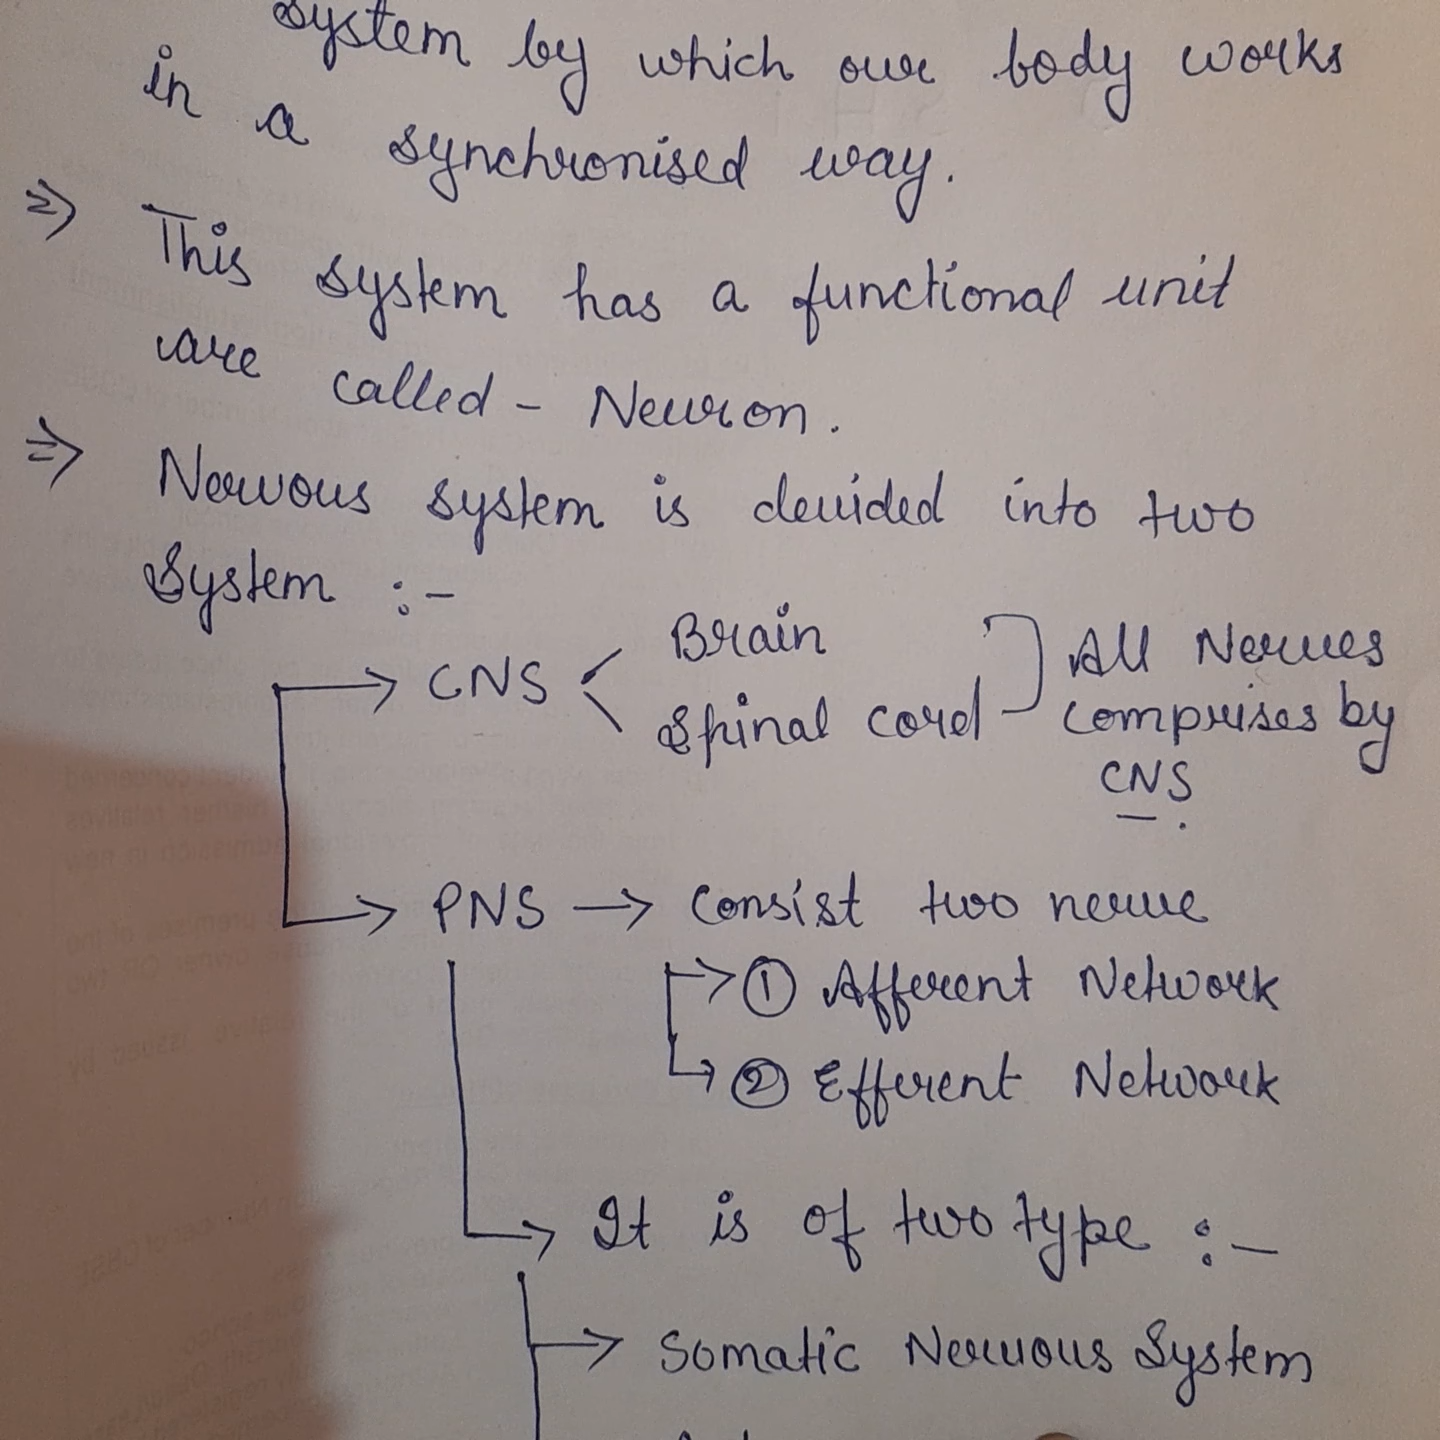 System by which our body works
in a synchronised way.
⇒ This system has a functional unit
are called - Neuron.
⇒ Nervous system is devided into two
System :-
→ CNS < Brain
Spinal cord
All Nerves
comprises by
CNS.
→ PNS → Consist two nerve
→ ① Afferent Network
→ ② Efferent Network
→ It is of two type :-
→ Somatic Nervous System